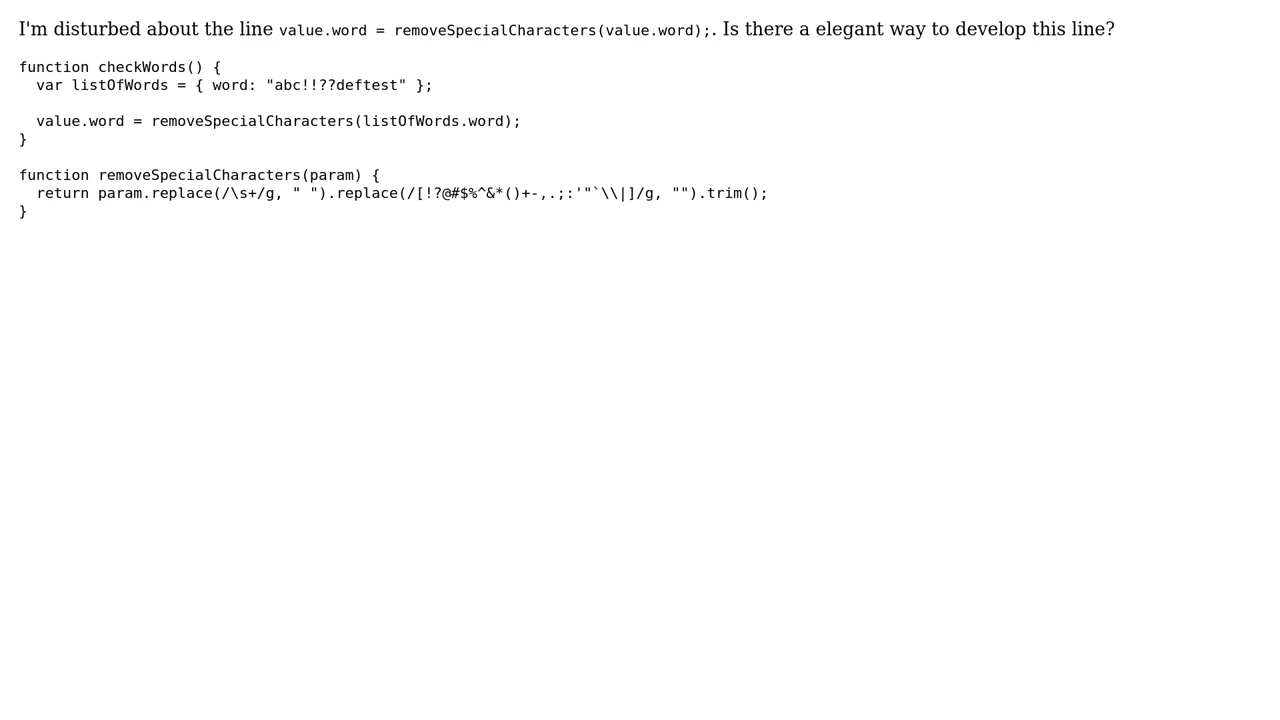 I'm disturbed about the line value.word = removeSpecialCharacters(value.word);. Is there a elegant way to develop this line?
function checkWords() {
  var listOfWords = { word: "abc!!??deftest" };
  value.word = removeSpecialCharacters(listOfWords.word);
}
function removeSpecialCharacters(param) {
  return param.replace(/\s+/g, " ").replace(/[!?@#$%^&*()+-,.;:'"`\\|]/g, "").trim();
}